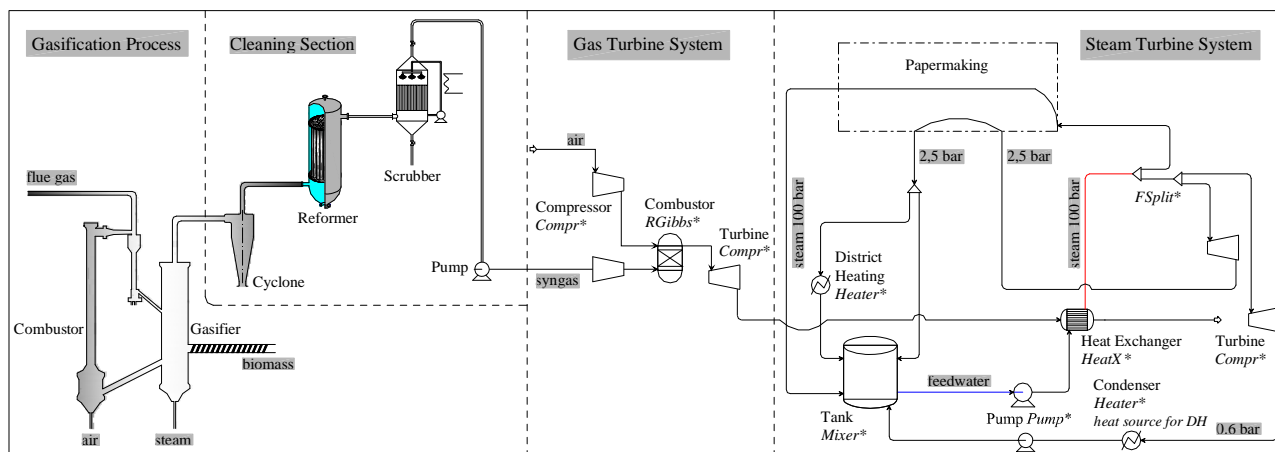 Gasification Process
Cleaning Section
Gas Turbine System
Steam Turbine System
flue gas
Combustor
Gasifier
biomass
air
steam
Cyclone
Reformer
Scrubber
Pump
air
Compressor
Compr*
syngas
Combustor
RGibbs*
Turbine
Compr*
Papermaking
2,5 bar
2,5 bar
steam 100 bar
steam 100 bar
FSplit*
District
Heating
Heater*
Heat Exchanger
HeatX *
Turbine
Compr*
feedwater
Tank
Mixer*
Pump Pump*
Condenser
Heater*
heat source for DH
0.6 bar